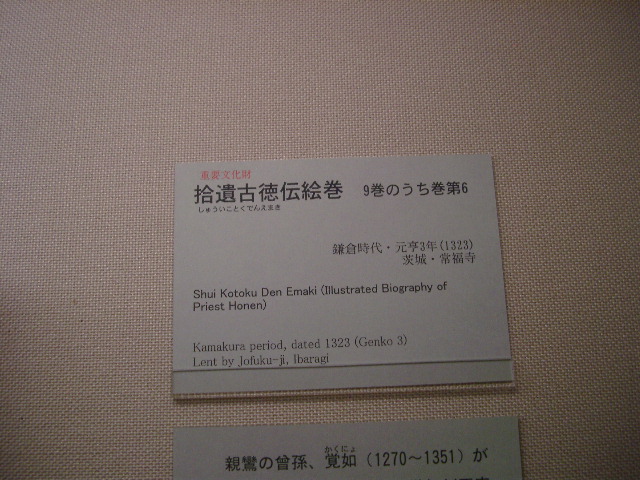 重要文化財
拾遺古徳伝絵巻 9巻のうち巻第6
しゅういことくでんえまき
鎌倉時代・元亨3年(1323)
茨城・常福寺
Shui Kotoku Den Emaki (Illustrated Biography of
Priest Honen)
Kamakura period, dated 1323 (Genko 3)
Lent by Jofuku-ji, Ibaragi
かくにょ
親鸞の曾孫、覚如(1270〜1351)が